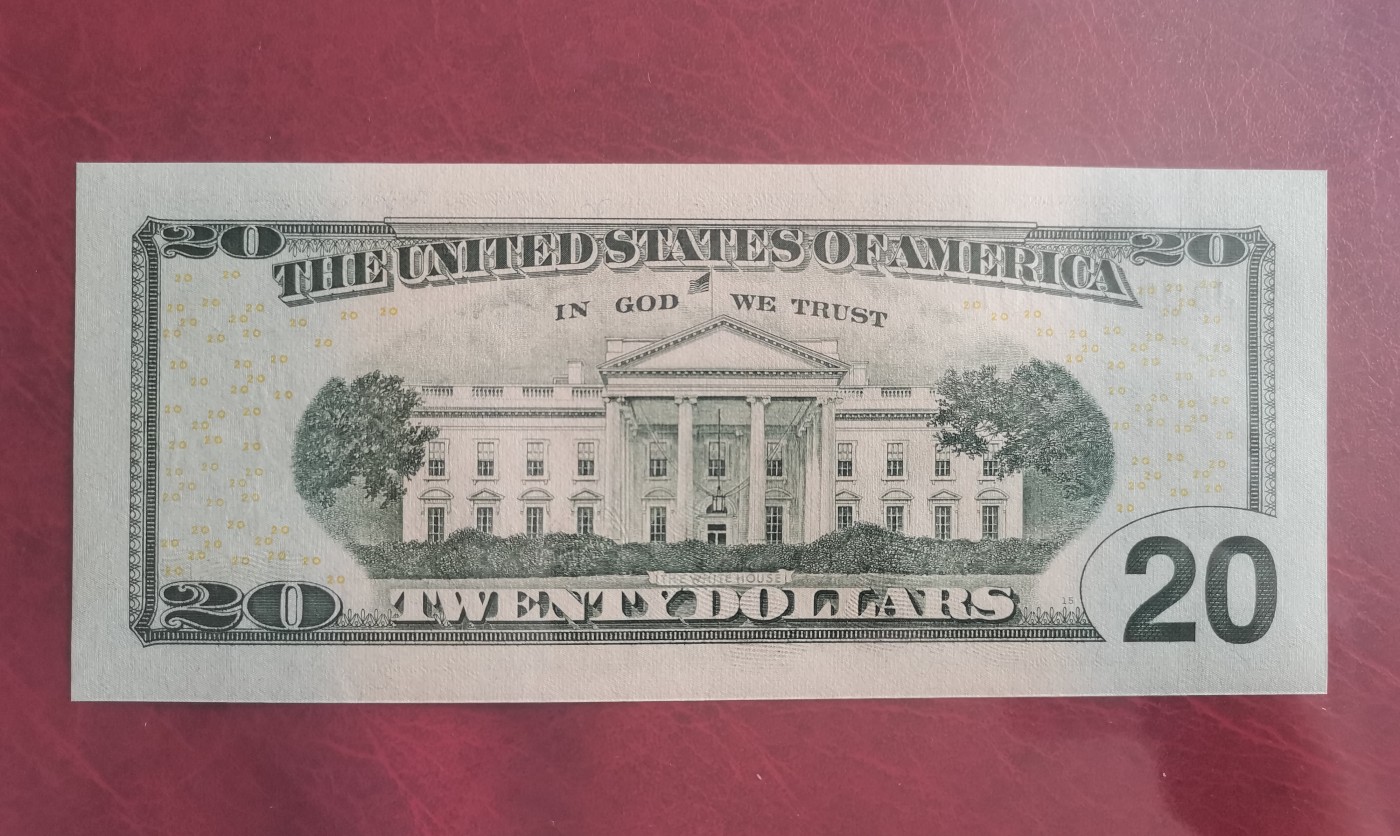 20 20
THE UNITED STATES OF AMERICA
IN GOD WE TRUST
THE WHITE HOUSE
20 TWENTY DOLLARS 15 20